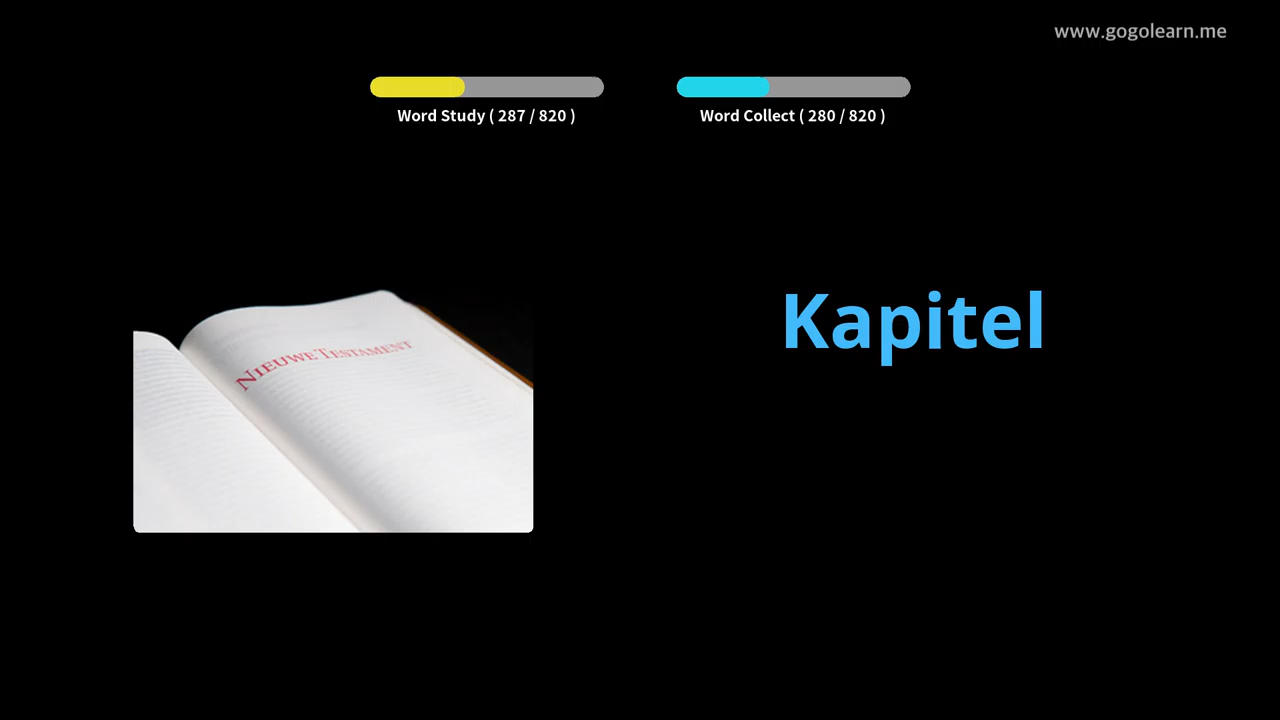 www.gogolearn.me
Word Study ( 287 / 820 )
Word Collect ( 280 / 820 )
Kapitel
NIEUWE TESTAMENT